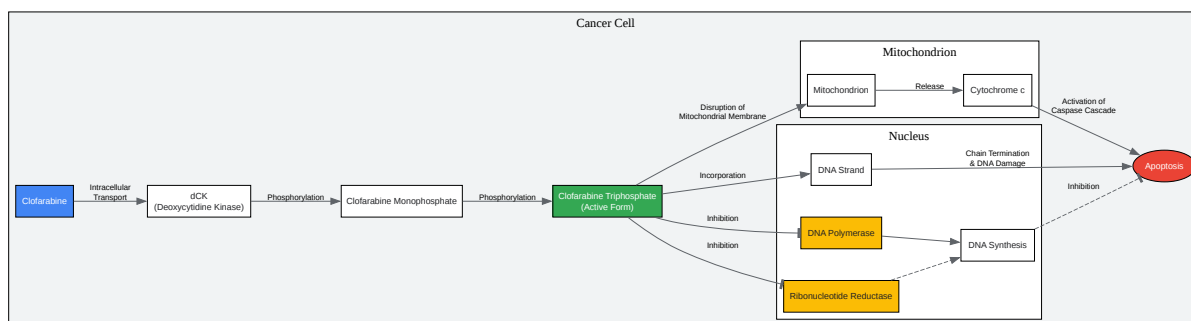 Cancer Cell
Mitochondrion
Mitochondrion
Release
Cytochrome c
Disruption of
Mitochondrial Membrane
Activation of
Caspase Cascade
Nucleus
Chain Termination
& DNA Damage
DNA Strand
Apoptosis
Incorporation
Inhibition
Clofarabine
Intracellular
Transport
dCK
(Deoxycytidine Kinase)
Phosphorylation
Clofarabine Monophosphate
Phosphorylation
Clofarabine Triphosphate
(Active Form)
Inhibition
DNA Polymerase
DNA Synthesis
Inhibition
Ribonucleotide Reductase